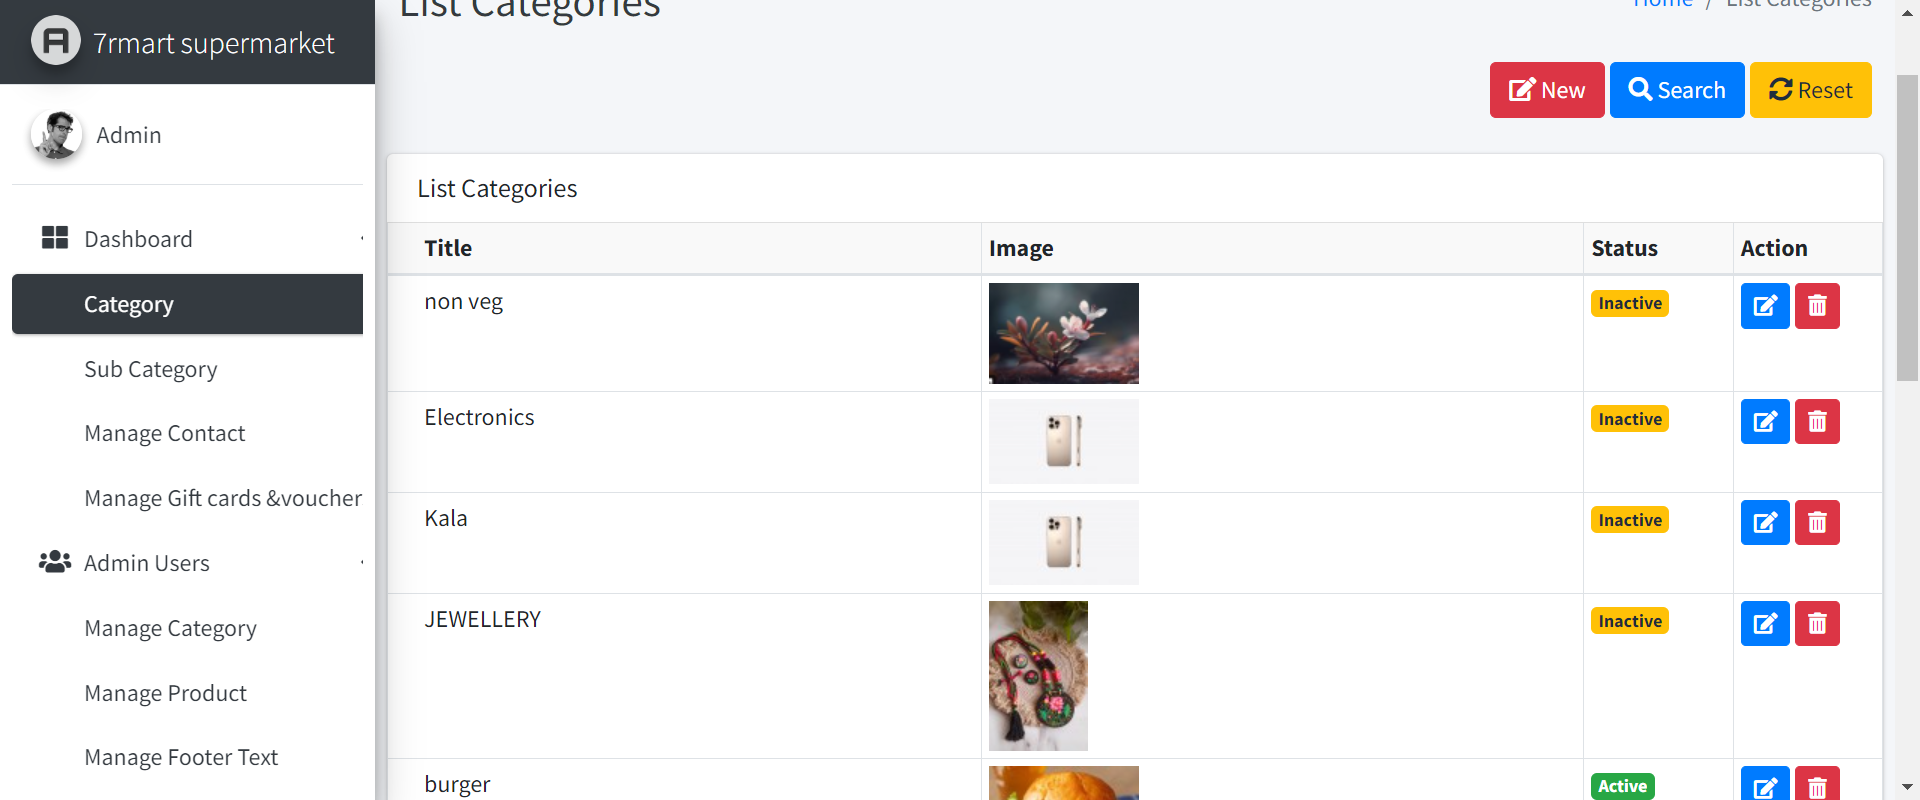 List Categories
Home / List Categories
7rmart supermarket
New
Search
Reset
Admin
List Categories
Dashboard
Category
Sub Category
Manage Contact
Manage Gift cards &voucher
Admin Users
Manage Category
Manage Product
Manage Footer Text
Title Image Status Action
non veg Inactive
Electronics Inactive
Kala Inactive
JEWELLERY Inactive
burger Active